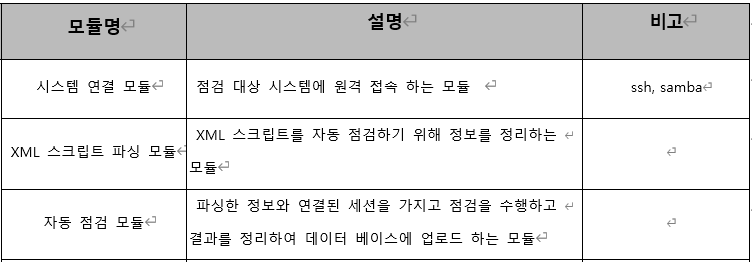 모듈명 설명 비고
시스템 연결 모듈 점검 대상 시스템에 원격 접속 하는 모듈 ssh, samba
XML 스크립트 파싱 모듈
XML 스크립트를 자동 점검하기 위해 정보를 정리하는
모듈
자동 점검 모듈
파싱한 정보와 연결된 세션을 가지고 점검을 수행하고
결과를 정리하여 데이터 베이스에 업로드 하는 모듈